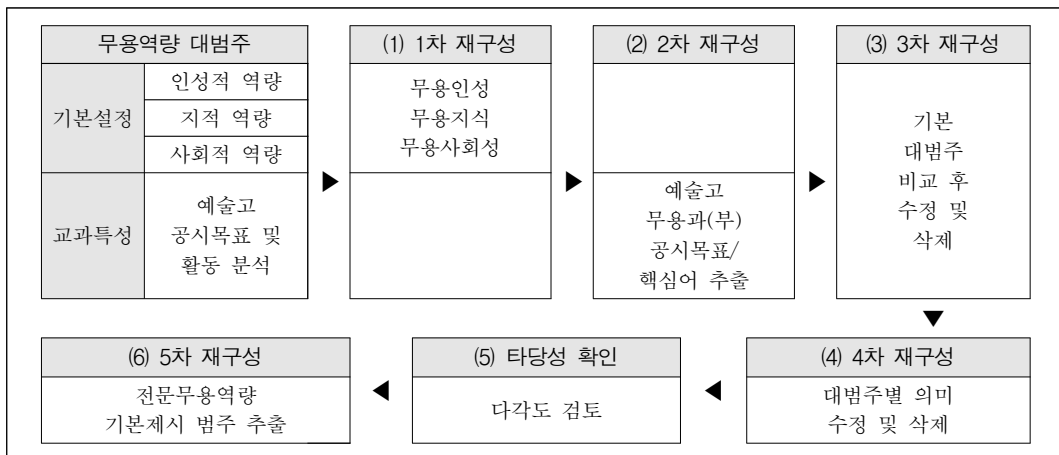 무용역량 대범주
기본설정
인성적 역량
지적 역량
사회적 역량
교과특성
예술고
공시목표 및
활동 분석
(1) 1차 재구성
무용인성
무용지식
무용사회성
(2) 2차 재구성
예술고
무용과(부)
공시목표/
핵심어 추출
(3) 3차 재구성
기본
대범주
비교 후
수정 및
삭제
(4) 4차 재구성
대범주별 의미
수정 및 삭제
(5) 타당성 확인
다각도 검토
(6) 5차 재구성
전문무용역량
기본제시 범주 추출